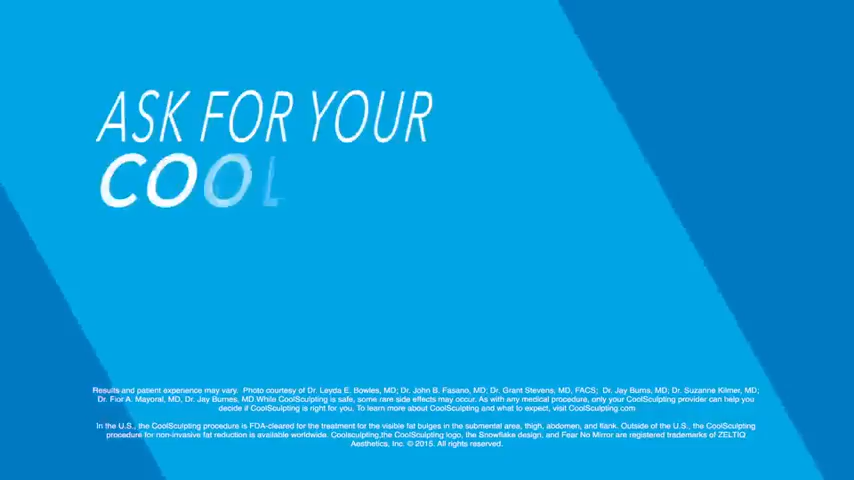 ASK FOR YOUR
COOL
Results and patient experience may vary. Photo courtesy of Dr. Leyda E. Bowles, MD; Dr. John B. Fasano, MD; Dr. Grant Stevens, MD, FACS; Dr. Jay Burns, MD; Dr. Suzanne Kilmer, MD;
Dr. Fior A. Mayoral, MD, Dr. Jay Burnes, MD.While CoolSculpting is safe, some rare side effects may occur. As with any medical procedure, only your CoolSculpting provider can help you
decide if CoolSculpting is right for you. To learn more about CoolSculpting and what to expect, visit CoolSculpting.com
In the U.S., the CoolSculpting procedure is FDA-cleared for the treatment for the visible fat bulges in the submental area, thigh, abdomen, and flank. Outside of the U.S., the CoolSculpting
procedure for non-invasive fat reduction is available worldwide. Coolsculpting,the CoolSculpting logo, the Snowflake design, and Fear No Mirror are registered trademarks of ZELTIQ
Aesthetics, Inc. © 2015. All rights reserved.